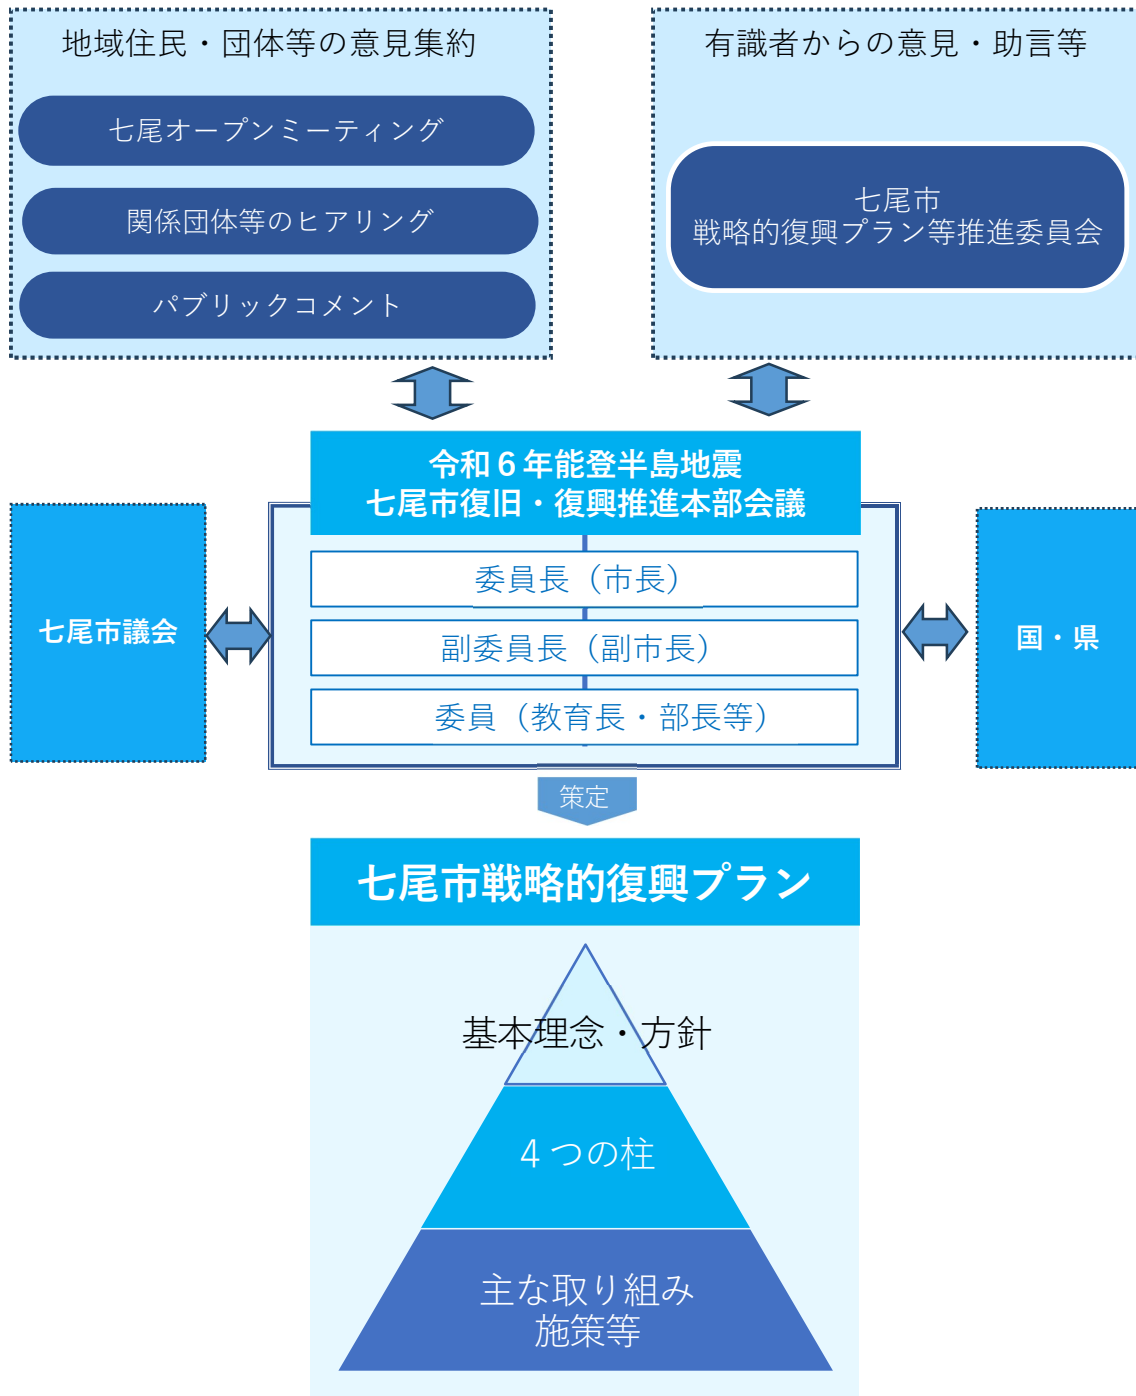 地域住民・団体等の意見集約
七尾オープンミーティング
関係団体等のヒアリング
パブリックコメント
有識者からの意見・助言等
七尾市
戦略的復興プラン等推進委員会
令和６年能登半島地震
七尾市復旧・復興推進本部会議
七尾市議会
委員長（市長）
副委員長（副市長）
委員（教育長・部長等）
国・県
策定
七尾市戦略的復興プラン
基本理念・方針
４つの柱
主な取り組み
施策等